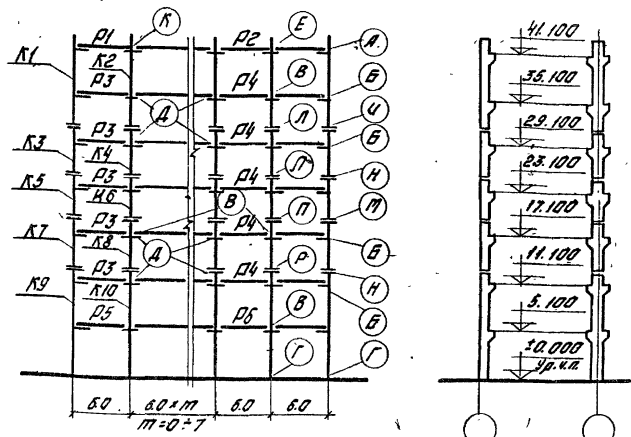 К
Е
Р1
Р2
А
К1
К2
Р3
Р4
В
Б
Д
Л
И
Р3
Р4
Б
К3
К4
Р3
Р4
Л
Н
К5
К6
В
П
М
Р3
Р4
К7
К8
Д
Б
Р3
Р4
Р
Н
К9
К10
Р5
Р6
В
Б
Г
Г
6.0
6.0 × m
6.0
6.0
m = 0 ÷ 7
41.100
35.100
29.100
23.100
17.100
11.100
5.100
±0.000
Ур.ч.п.